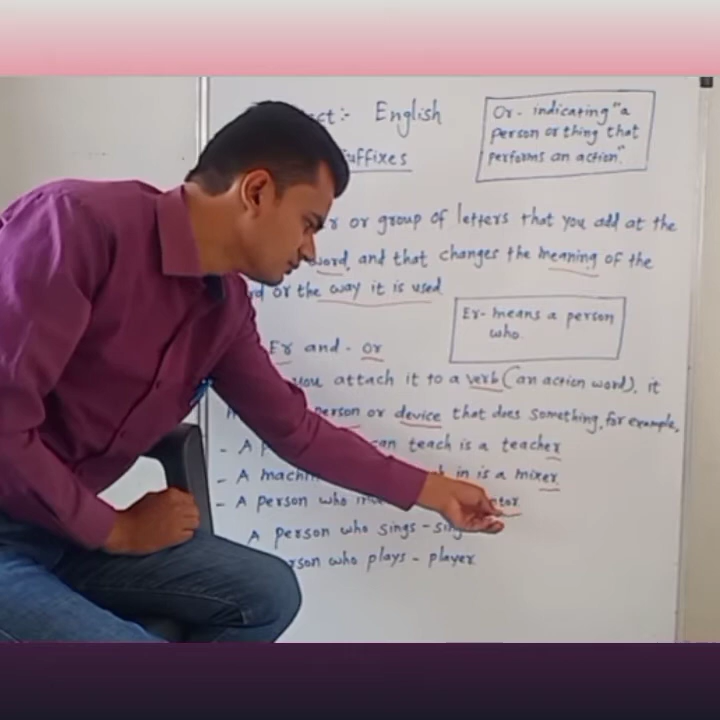 English
Or- indicating "a
person or thing that
performs an action".
uffixes
r or group of letters that you add at the
word, and that changes the meaning of the
or the way it is used
Er- means a person
who.
Er and - or
you attach it to a verb (an action word), it
person or device that does something, for example,
- A can teach is a teacher
- A in is a mixer
- A person who
A person who sings -
who plays - player